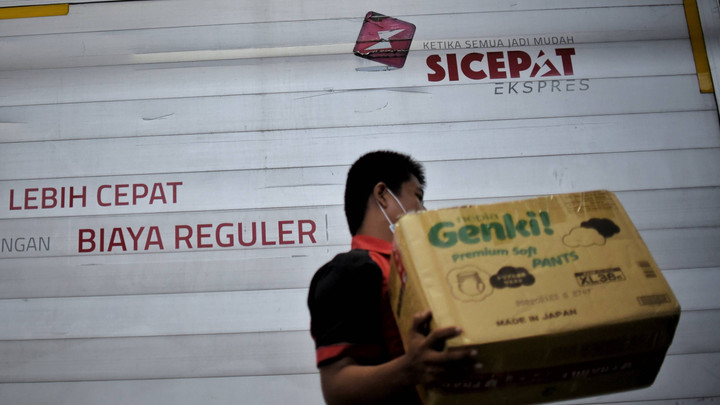 KETIKA SEMUA JADI MUDAH
SICEPAT
EKSPRES
LEBIH CEPAT
NGAN BIAYA REGULER
Genki!
premium Soft
PANTS
XL36
MADE IN JAPAN